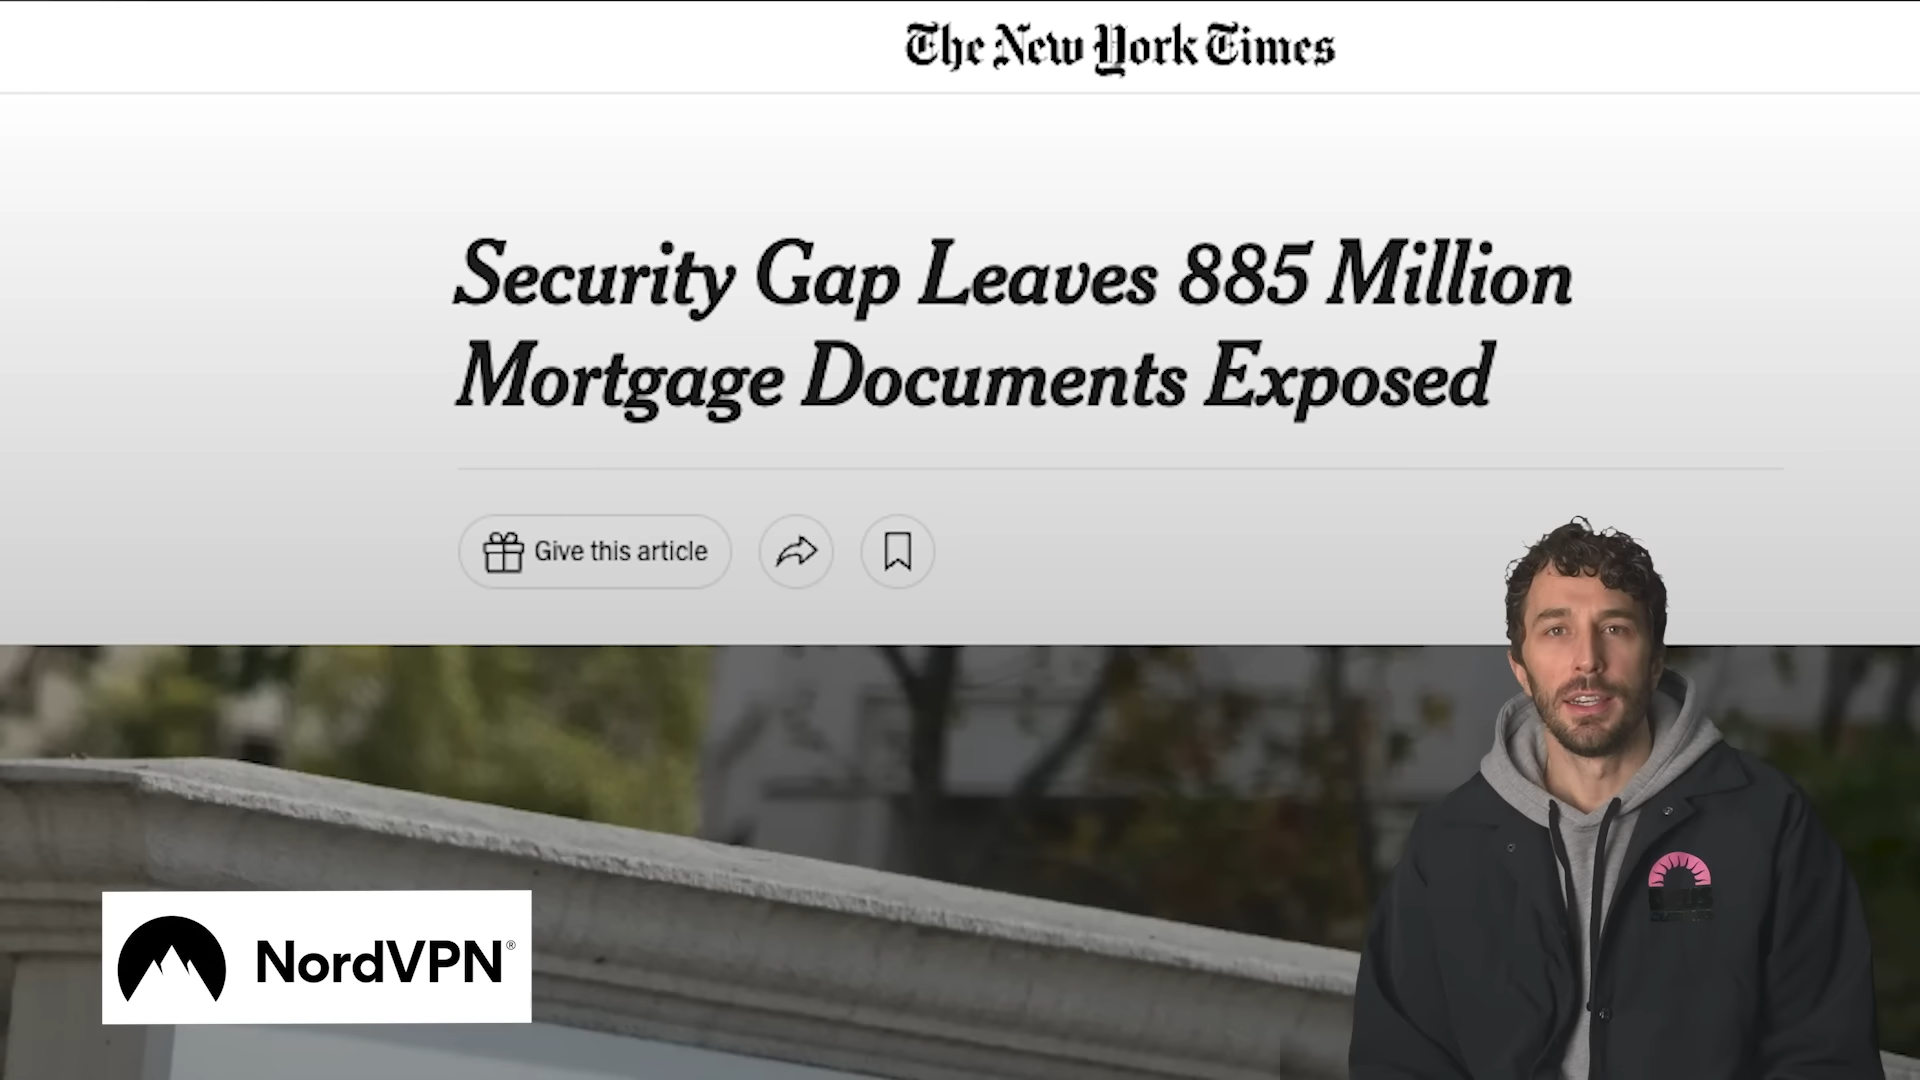 The New York Times
Security Gap Leaves 885 Million
Mortgage Documents Exposed
Give this article
NordVPN®